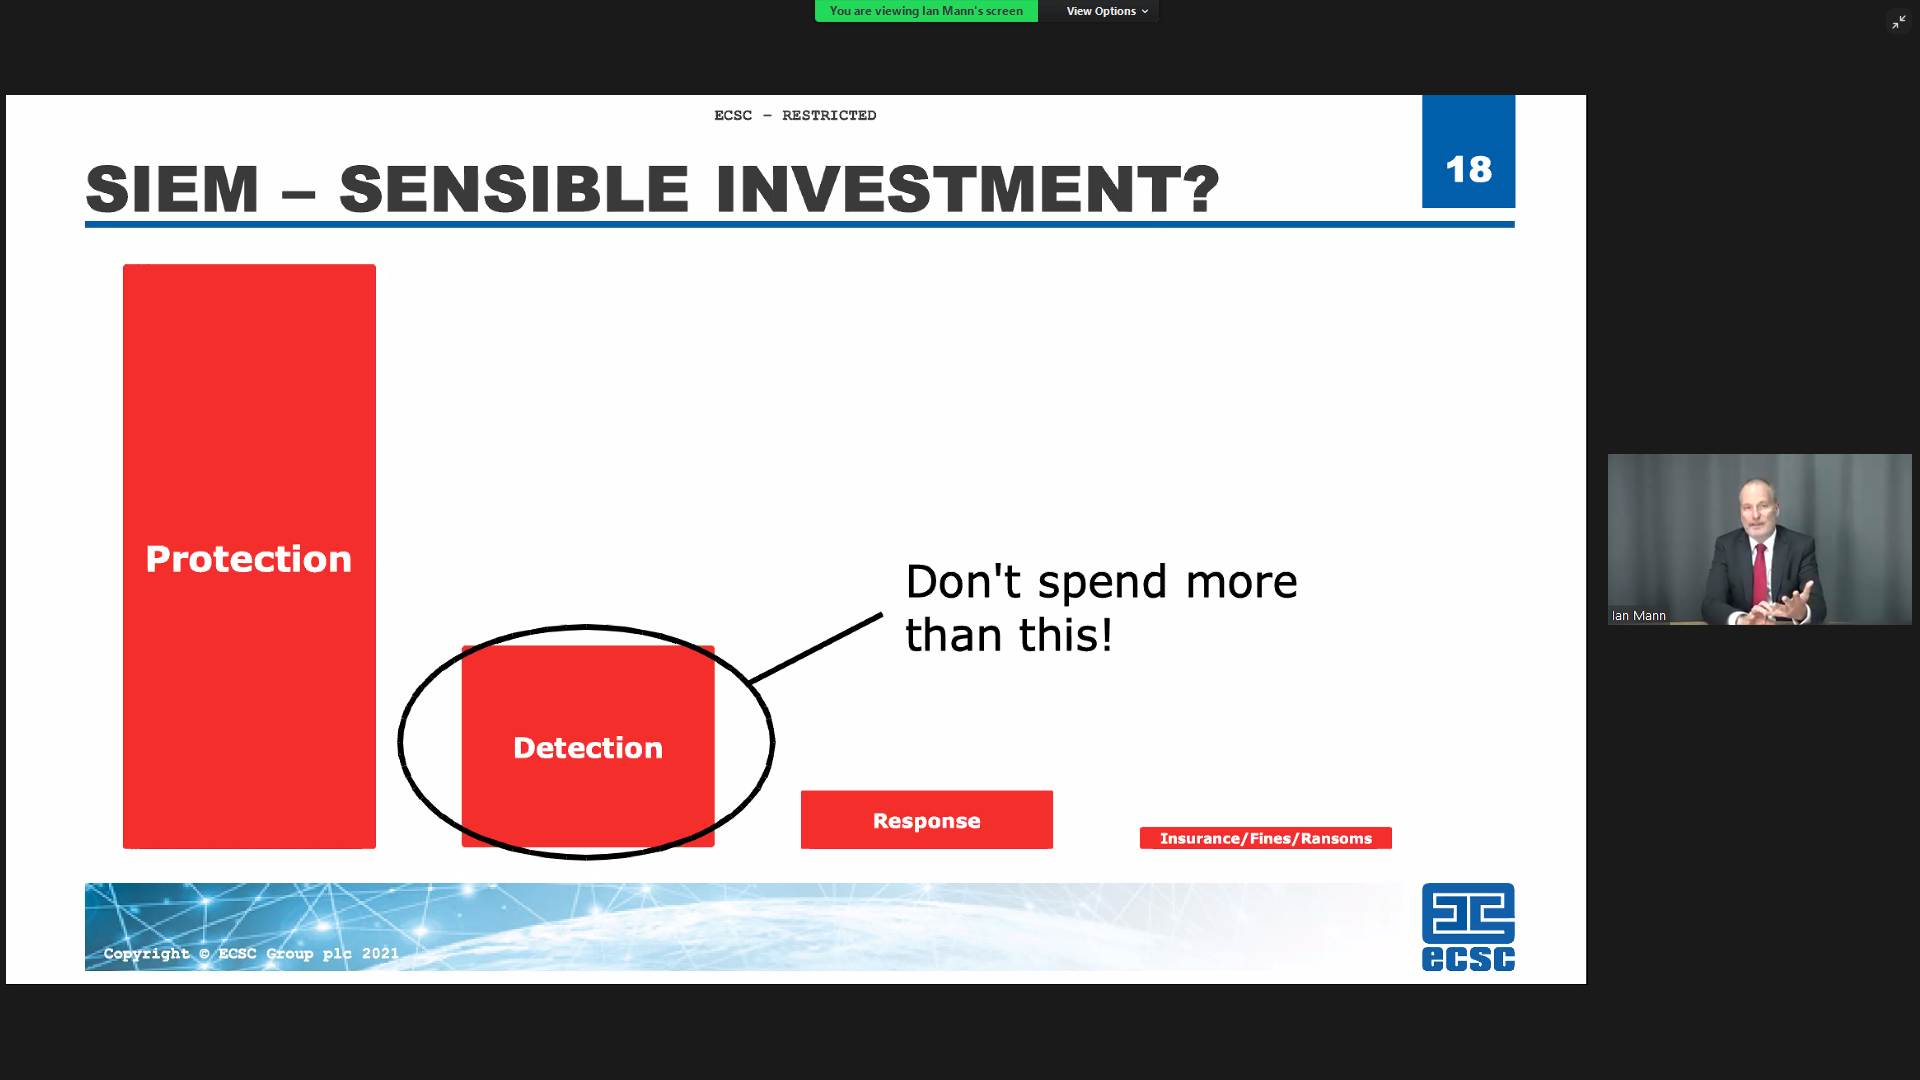 You are viewing Ian Mann's screen
View Options
ECSC – RESTRICTED
SIEM – SENSIBLE INVESTMENT?
18
Protection
Don't spend more
than this!
Detection
Response
Insurance/Fines/Ransoms
Ian Mann
Copyright © ECSC Group plc 2021
ecsc